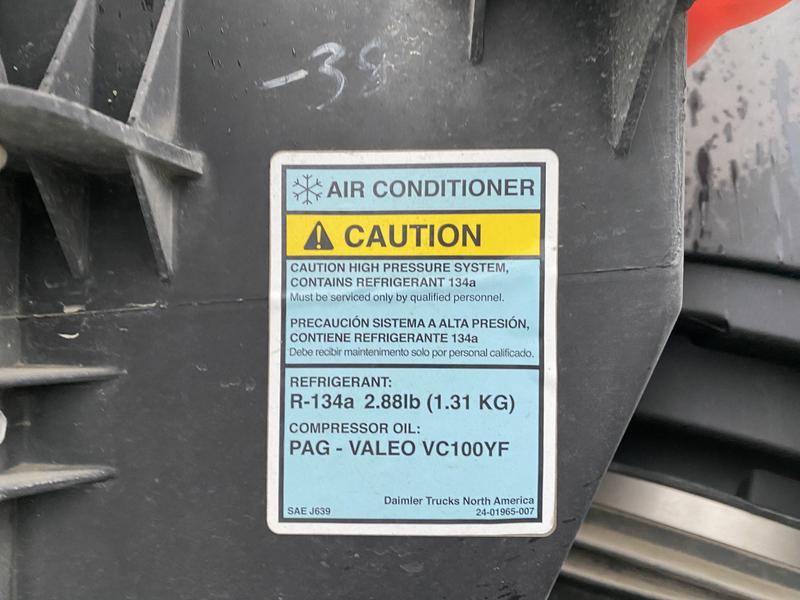 -38
AIR CONDITIONER
CAUTION
CAUTION HIGH PRESSURE SYSTEM,
CONTAINS REFRIGERANT 134a
Must be serviced only by qualified personnel.
PRECAUCIÓN SISTEMA A ALTA PRESIÓN,
CONTIENE REFRIGERANTE 134a
Debe recibir maintenimento solo por personal calificado.
REFRIGERANT:
R-134a 2.88lb (1.31 KG)
COMPRESSOR OIL:
PAG - VALEO VC100YF
Daimler Trucks North America
SAE J639 24-01965-007